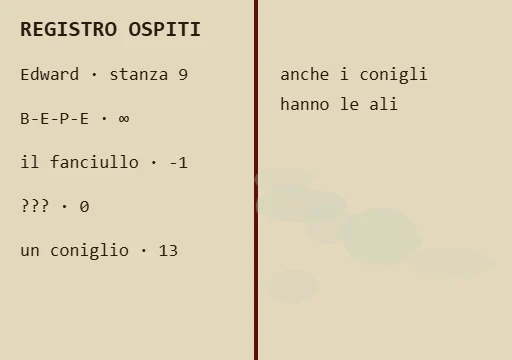 REGISTRO OSPITI
Edward · stanza 9
B-E-P-E · ∞
il fanciullo · -1
??? · 0
un coniglio · 13
anche i conigli
hanno le ali